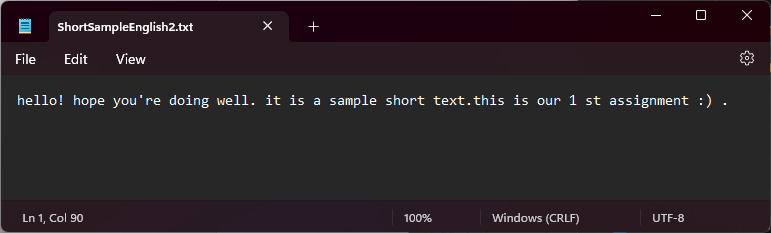 ShortSampleEnglish2.txt
File Edit View
hello! hope you're doing well. it is a sample short text.this is our 1 st assignment :) .
Ln 1, Col 90 100% Windows (CRLF) UTF-8